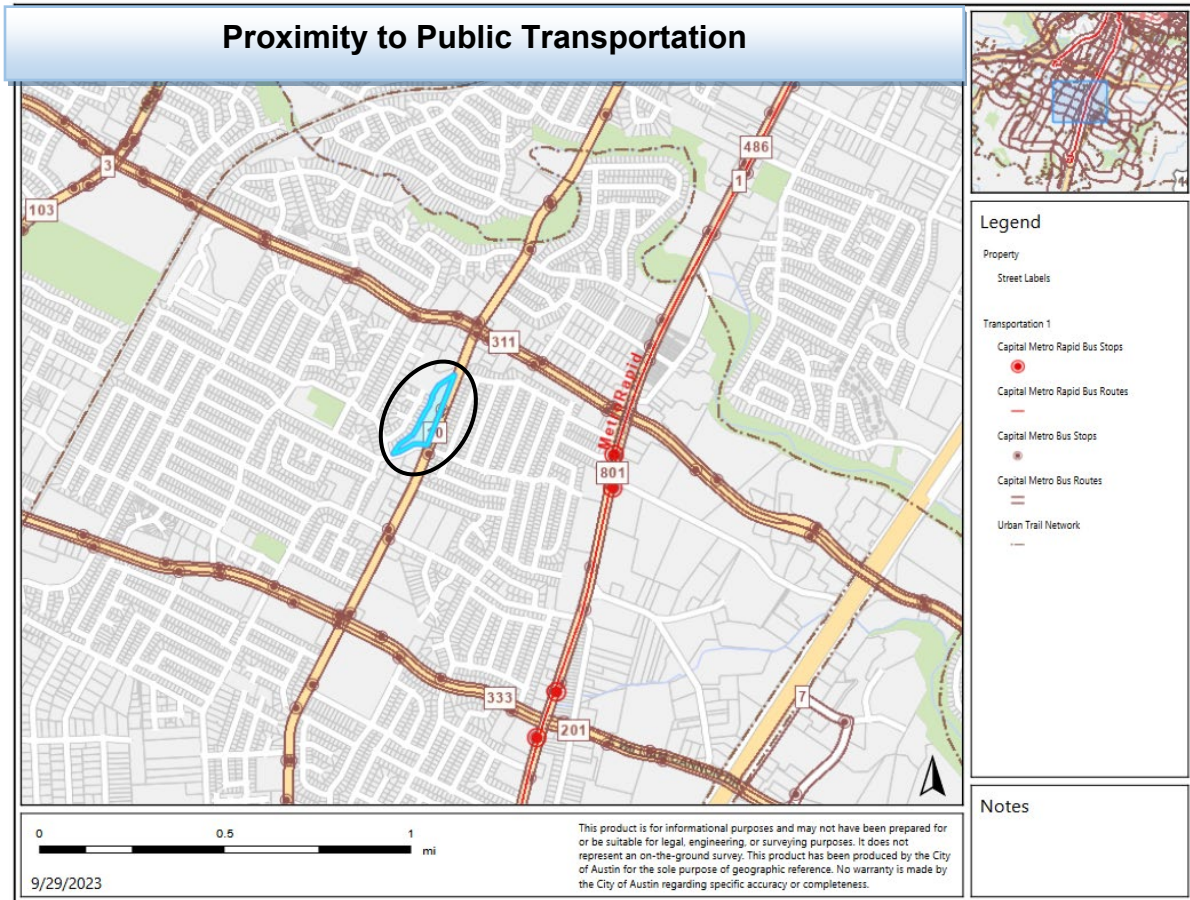 Proximity to Public Transportation
486
1
3
103
311
MetroRapid
801
7
333
201
Legend
Property
Street Labels
Transportation 1
Capital Metro Rapid Bus Stops
Capital Metro Rapid Bus Routes
Capital Metro Bus Stops
Capital Metro Bus Routes
Urban Trail Network
Notes
0 0.5 1
mi
9/29/2023
This product is for informational purposes and may not have been prepared for
or be suitable for legal, engineering, or surveying purposes. It does not
represent an on-the-ground survey. This product has been produced by the City
of Austin for the sole purpose of geographic reference. No warranty is made by
the City of Austin regarding specific accuracy or completeness.